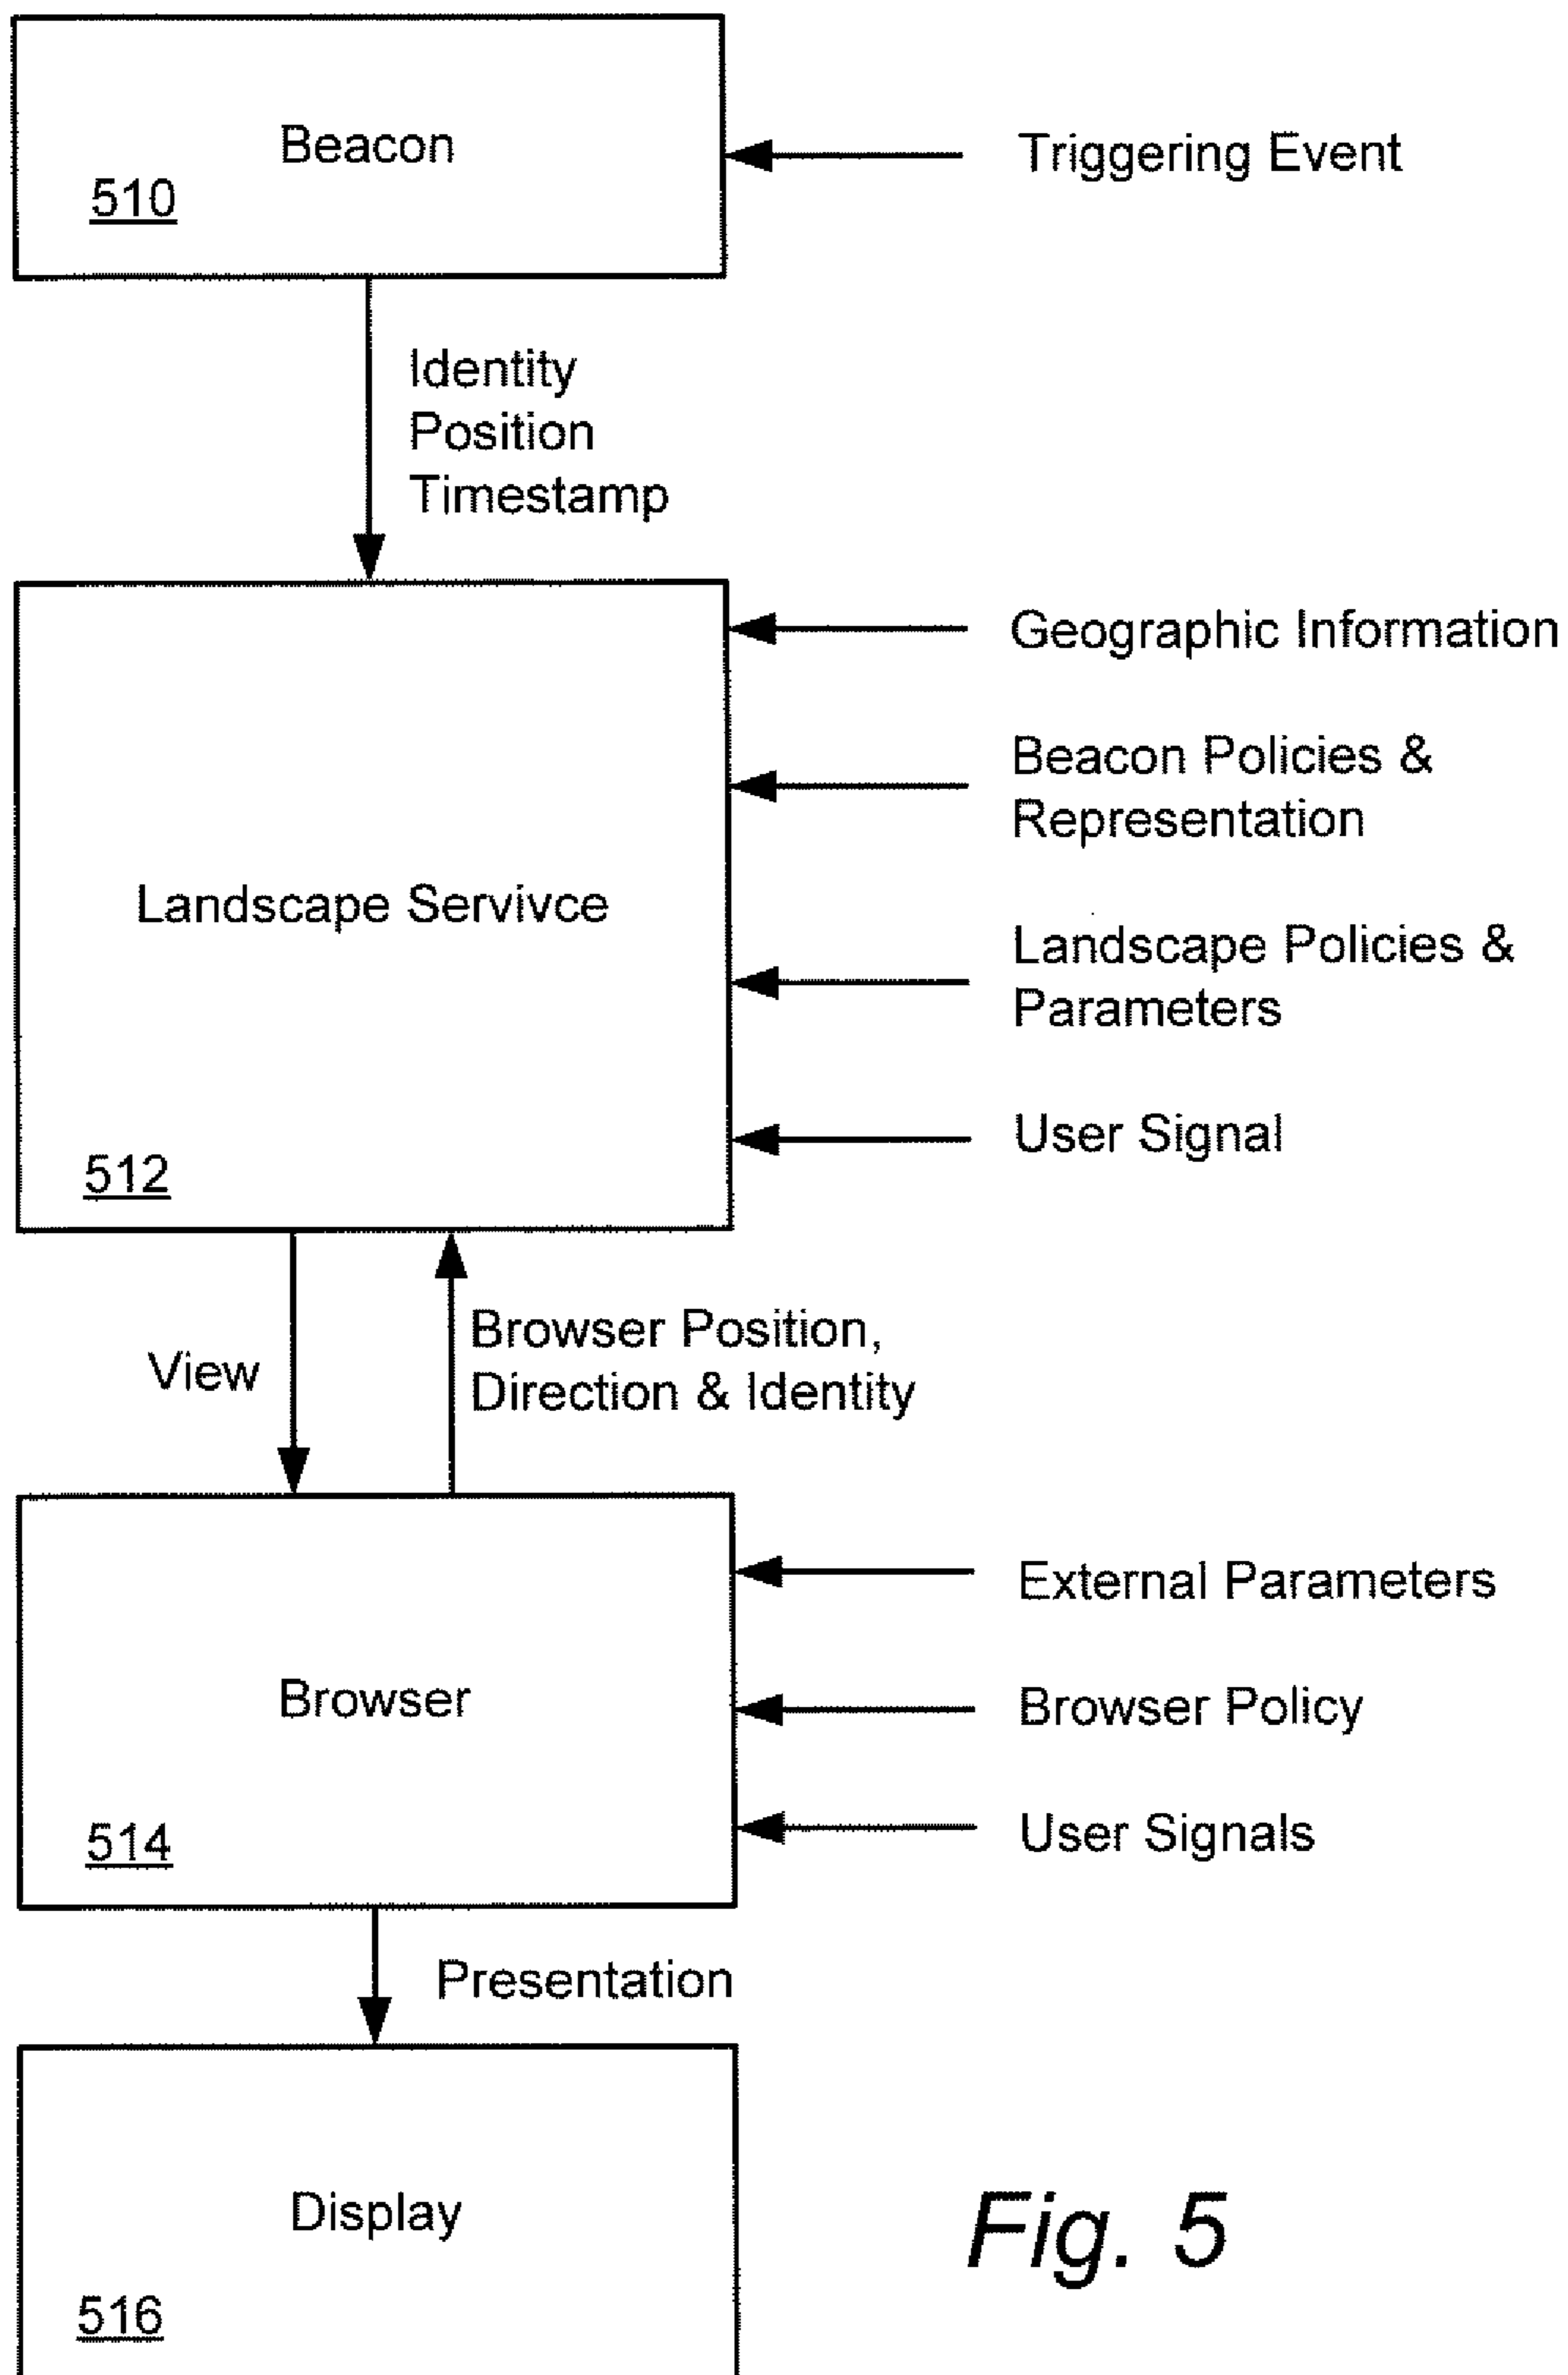 Beacon
510
Triggering Event
Identity
Position
Timestamp
Landscape Servivce
512
Geographic Information
Beacon Policies &
Representation
Landscape Policies &
Parameters
User Signal
View
Browser Position,
Direction & Identity
Browser
514
External Parameters
Browser Policy
User Signals
Presentation
Display
516
Fig. 5